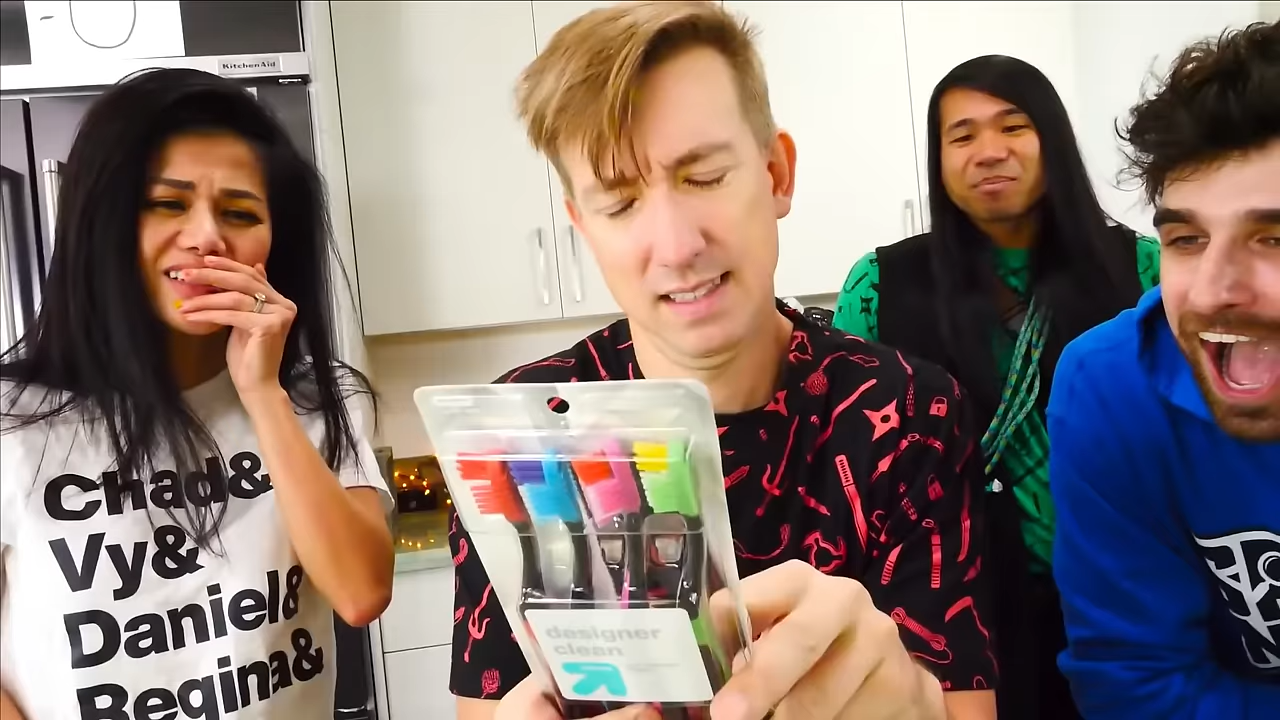 KitchenAid
Chad&
Vy&
Daniel&
Regina&
designer
clean